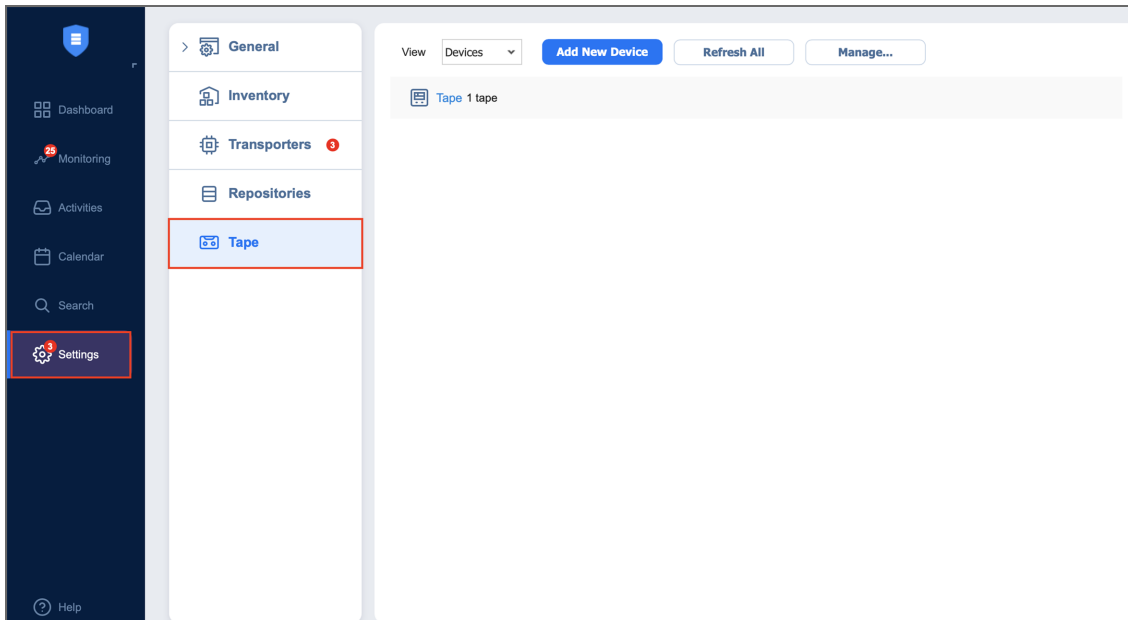 Dashboard
25
Monitoring
Activities
Calendar
Search
3
Settings
Help
General
Inventory
Transporters 3
Repositories
Tape
View Devices Add New Device Refresh All Manage...
Tape 1 tape